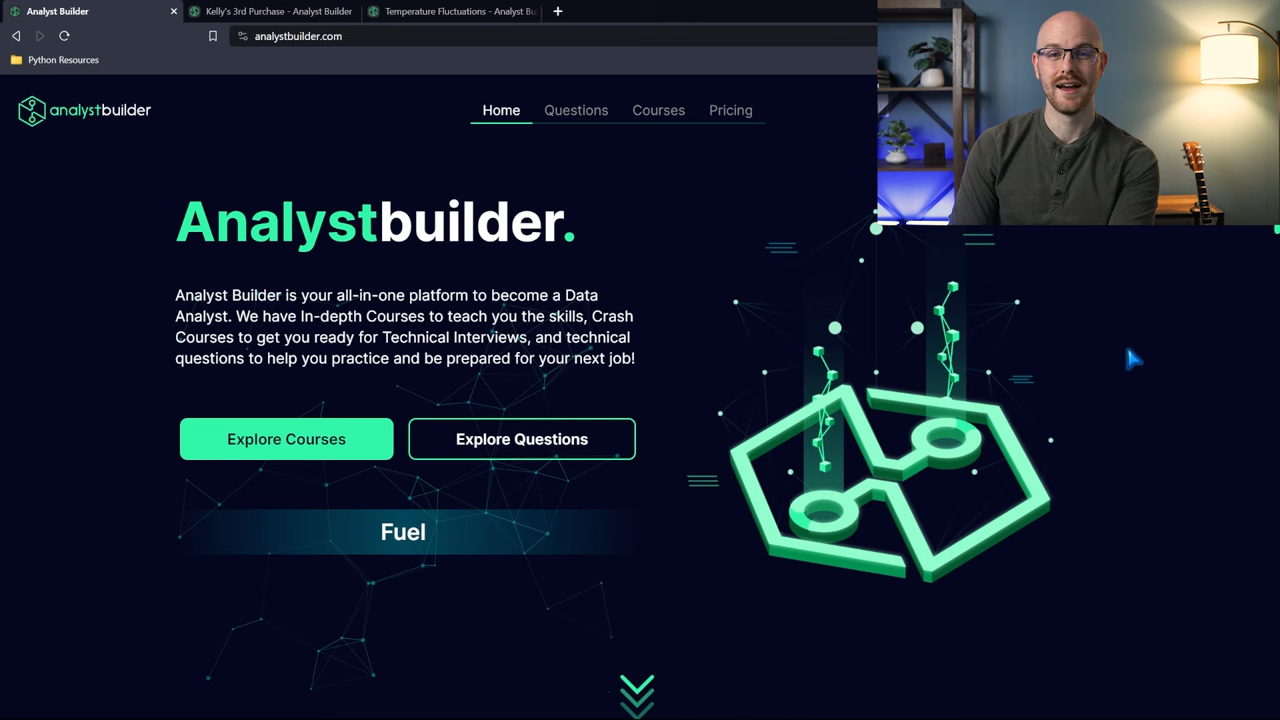 Analyst Builder
Kelly's 3rd Purchase - Analyst Builder
Temperature Fluctuations - Analyst Bu
analystbuilder.com
Python Resources
analystbuilder
Home
Questions
Courses
Pricing
Analystbuilder.
Analyst Builder is your all-in-one platform to become a Data
Analyst. We have In-depth Courses to teach you the skills, Crash
Courses to get you ready for Technical Interviews, and technical
questions to help you practice and be prepared for your next job!
Explore Courses
Explore Questions
Fuel